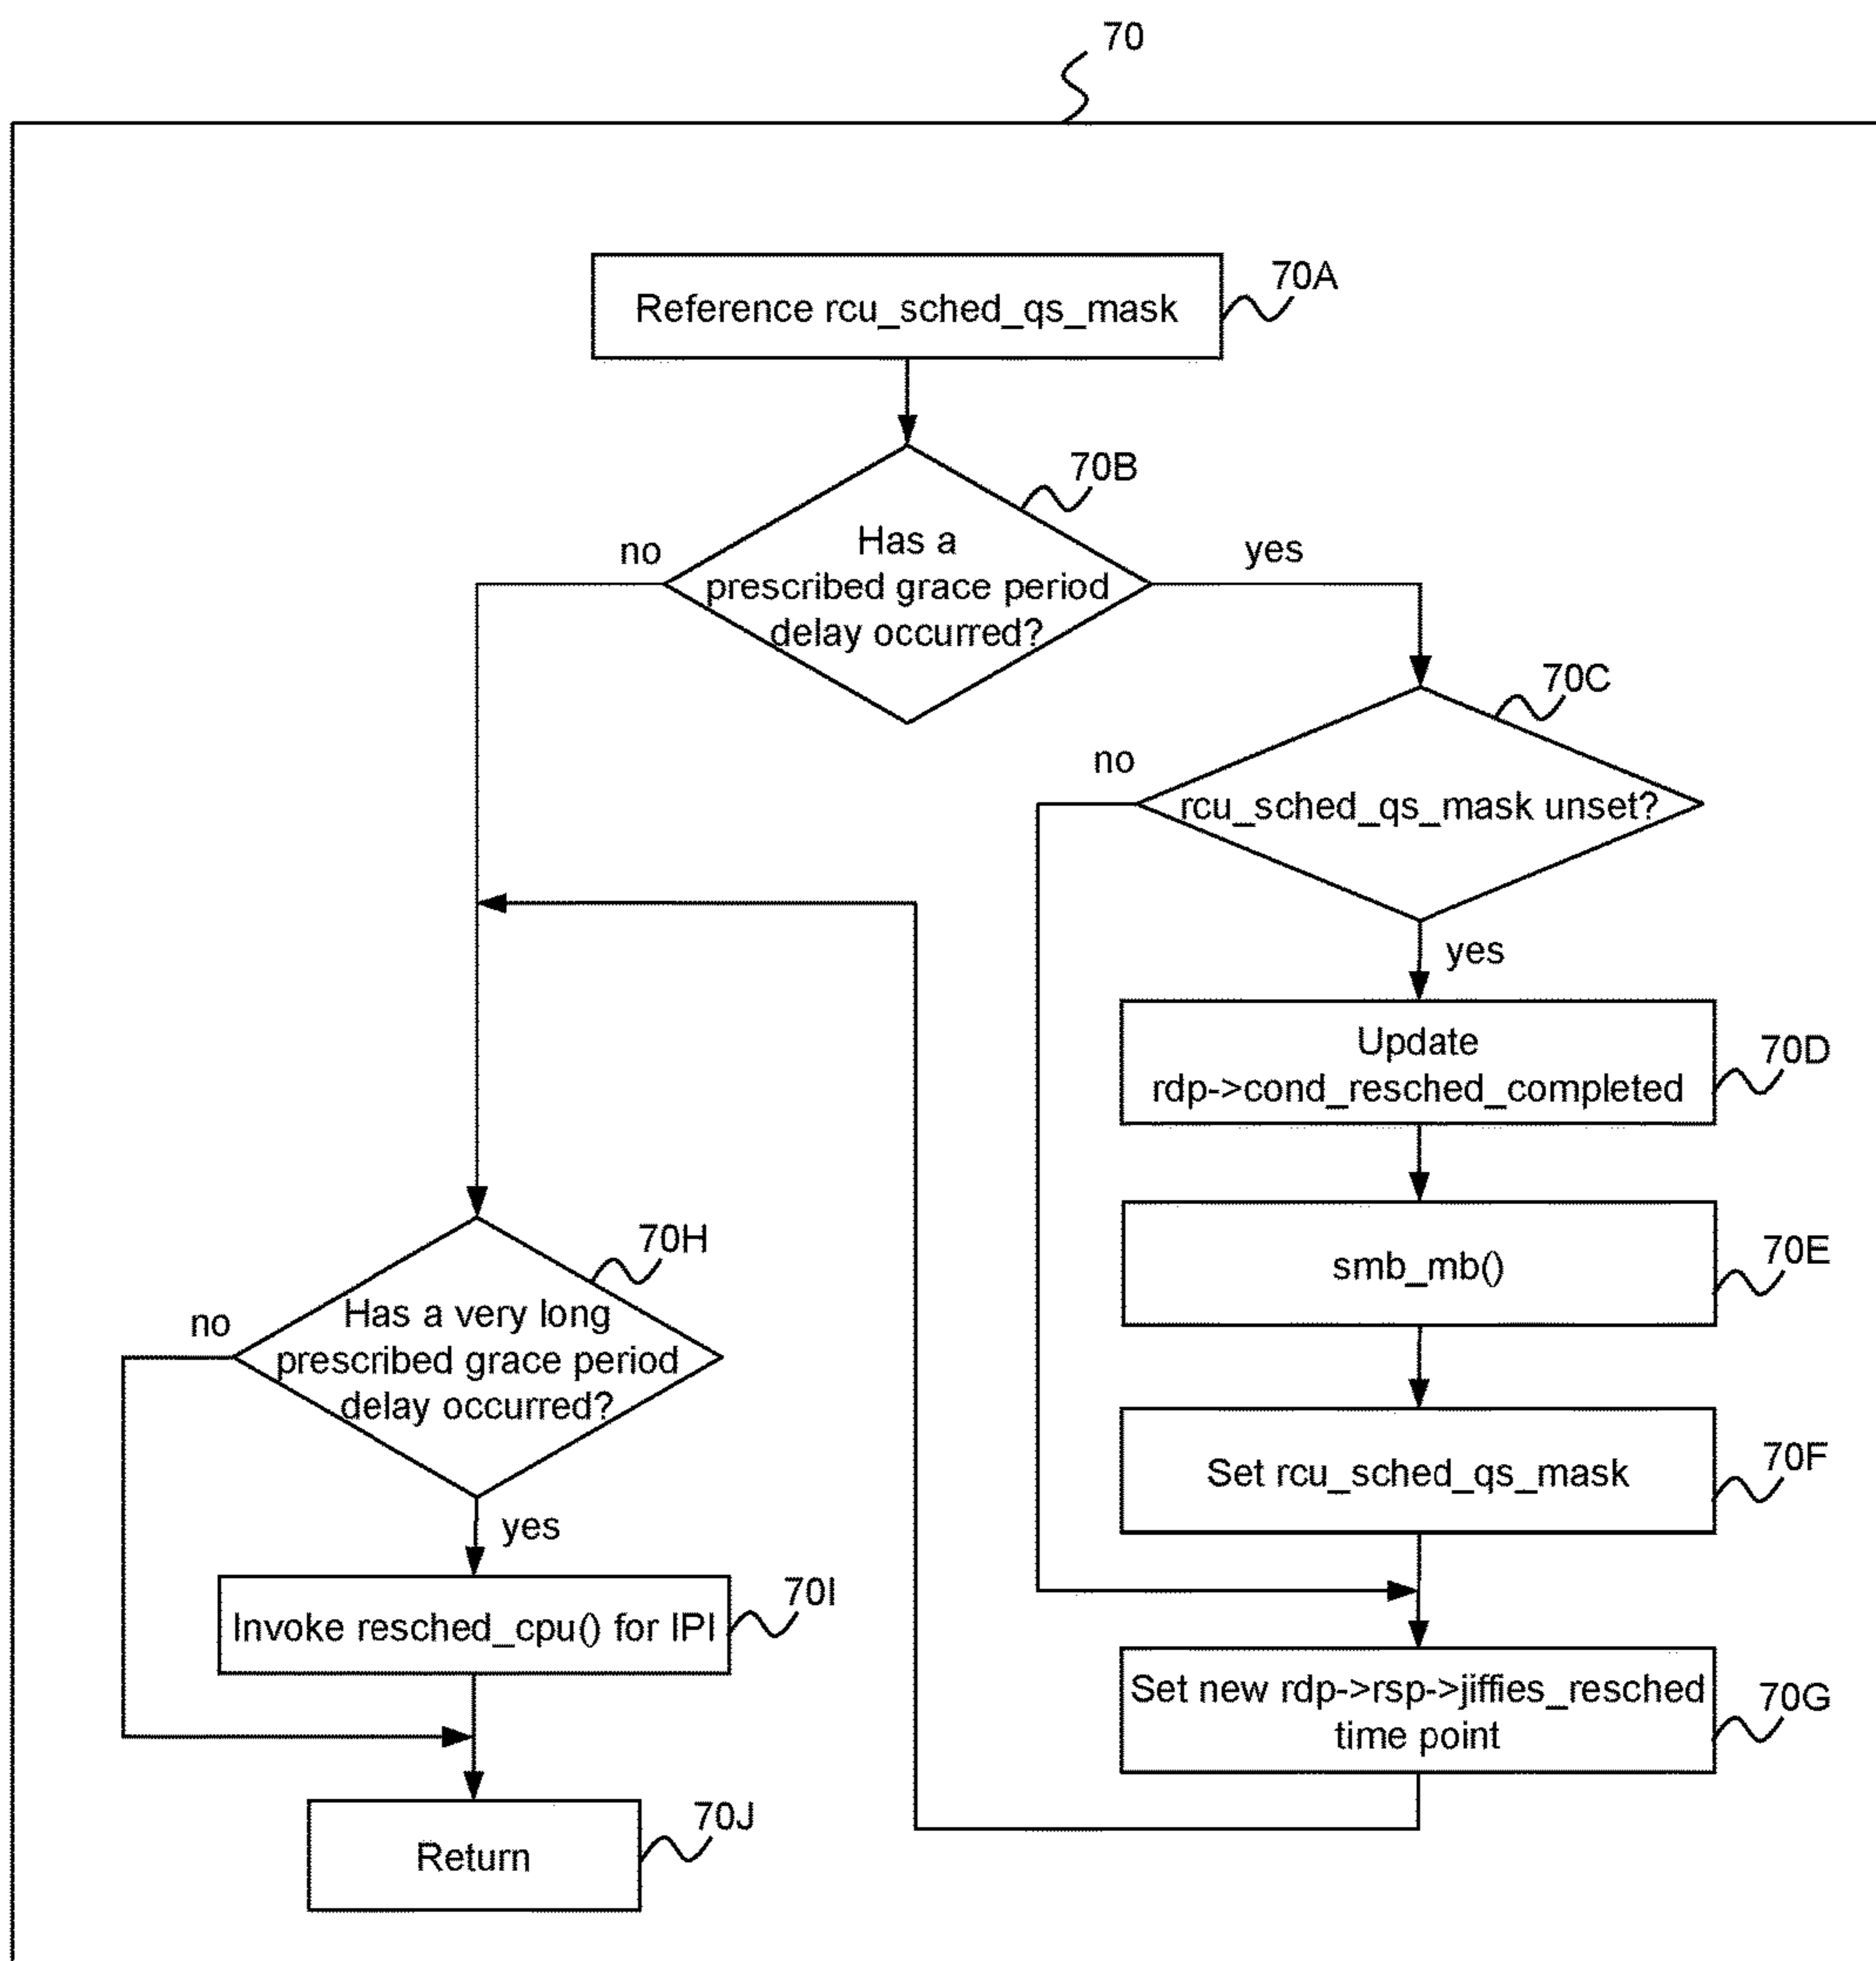 70
70A
Reference rcu_sched_qs_mask
70B
Has a
prescribed grace period
delay occurred?
no
yes
70C
rcu_sched_qs_mask unset?
no
yes
Update
rdp->cond_resched_completed
70D
smb_mb()
70E
Set rcu_sched_qs_mask
70F
Set new rdp->rsp->jiffies_resched
time point
70G
70H
Has a very long
prescribed grace period
delay occurred?
no
yes
Invoke resched_cpu() for IPI
70I
Return
70J